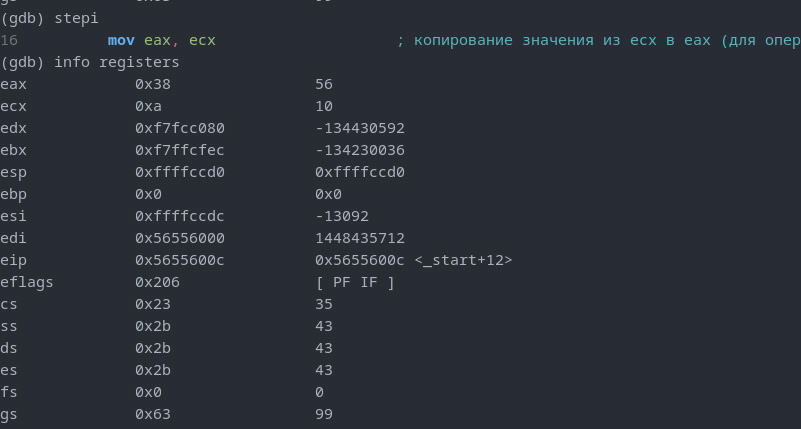 (gdb) stepi
16 mov eax, ecx ; копирование значения из ecx в eax (для опер
(gdb) info registers
eax 0x38 56
ecx 0xa 10
edx 0xf7fcc080 -134430592
ebx 0xf7ffcfec -134230036
esp 0xffffccd0 0xffffccd0
ebp 0x0 0x0
esi 0xffffccdc -13092
edi 0x56556000 1448435712
eip 0x5655600c 0x5655600c <_start+12>
eflags 0x206 [ PF IF ]
cs 0x23 35
ss 0x2b 43
ds 0x2b 43
es 0x2b 43
fs 0x0 0
gs 0x63 99